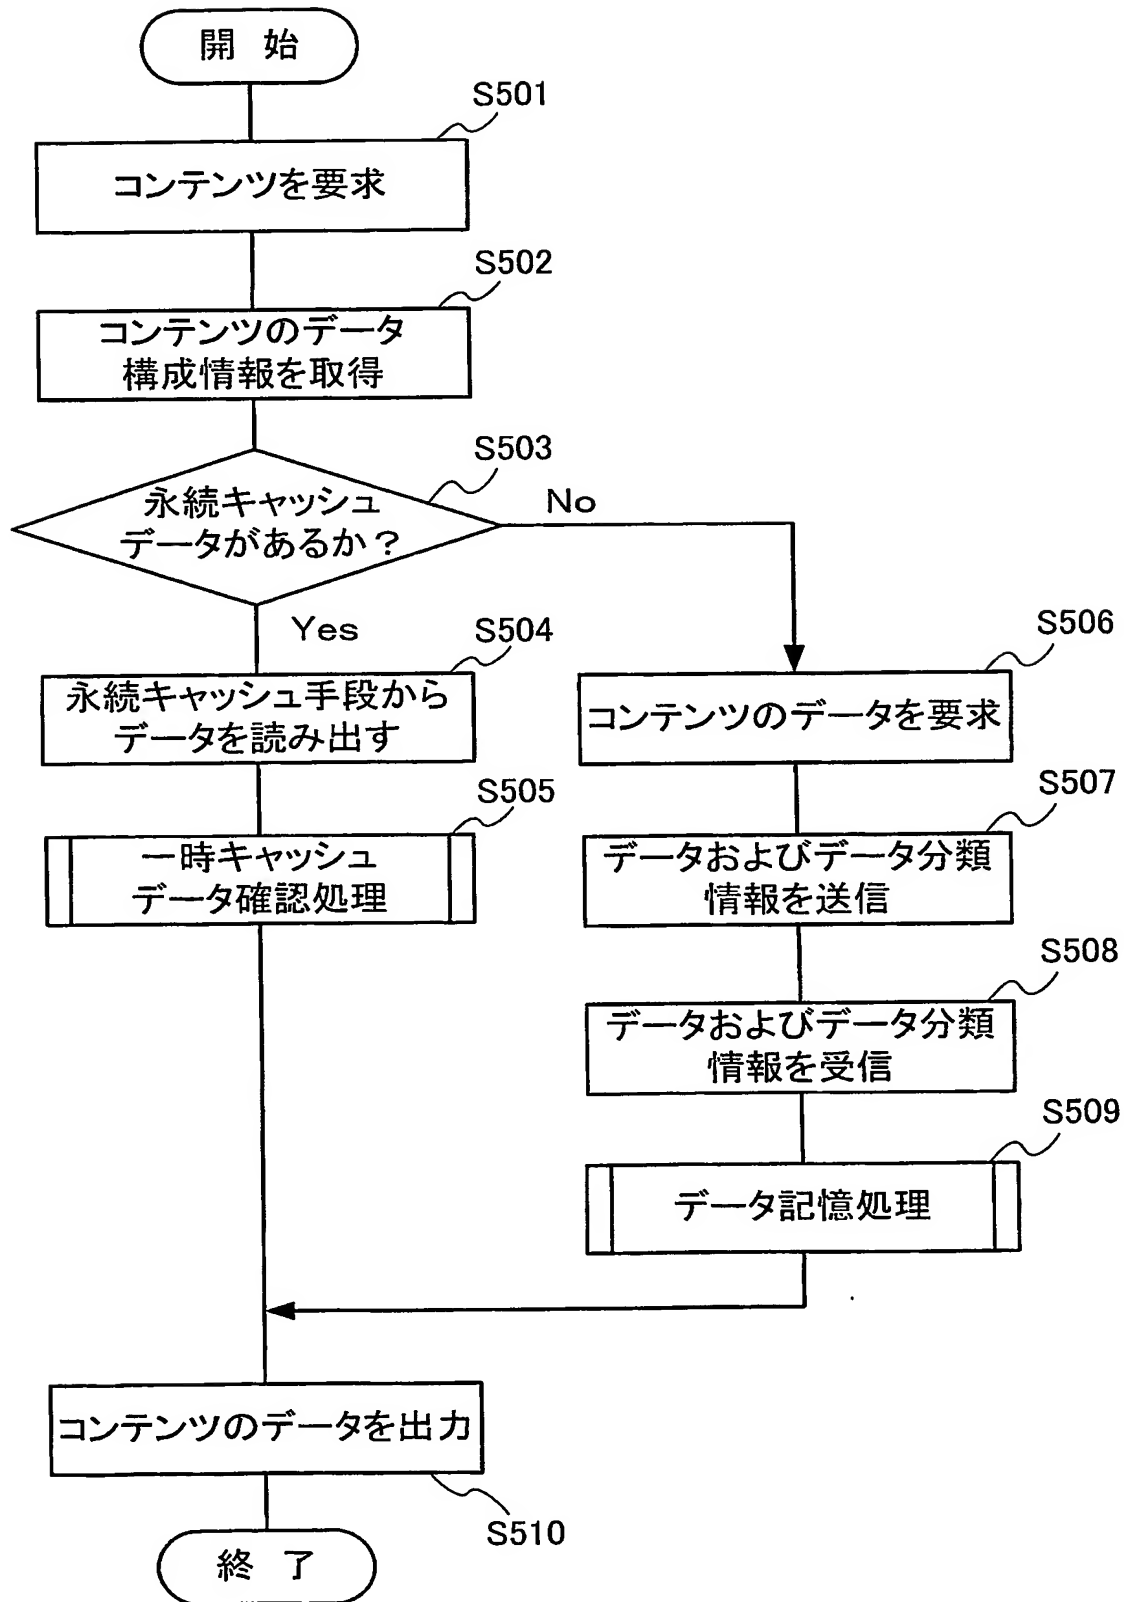 開 始
S501
コンテンツを要求
S502
コンテンツのデータ
構成情報を取得
S503
永続キャッシュ
データがあるか？
No
Yes
S504
永続キャッシュ手段から
データを読み出す
S505
一時キャッシュ
データ確認処理
S506
コンテンツのデータを要求
S507
データおよびデータ分類
情報を送信
S508
データおよびデータ分類
情報を受信
S509
データ記憶処理
コンテンツのデータを出力
S510
終 了